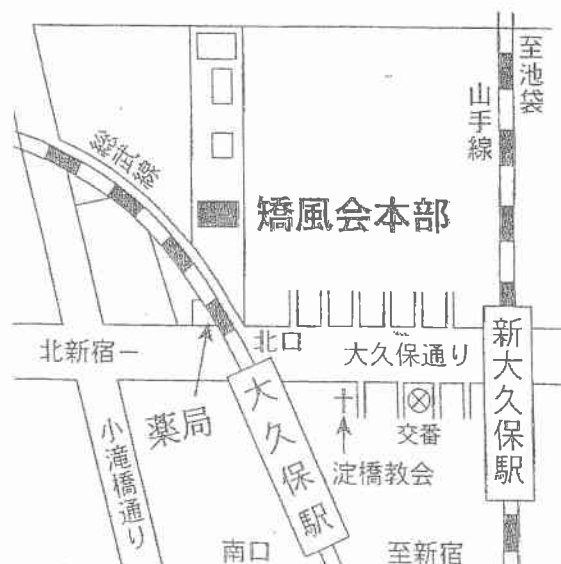 至池袋
山手線
総武線
矯風会本部
北口
北新宿一
大久保通り
新大久保駅
薬局
大久保駅
交番
小滝橋通り
淀橋教会
南口
至新宿